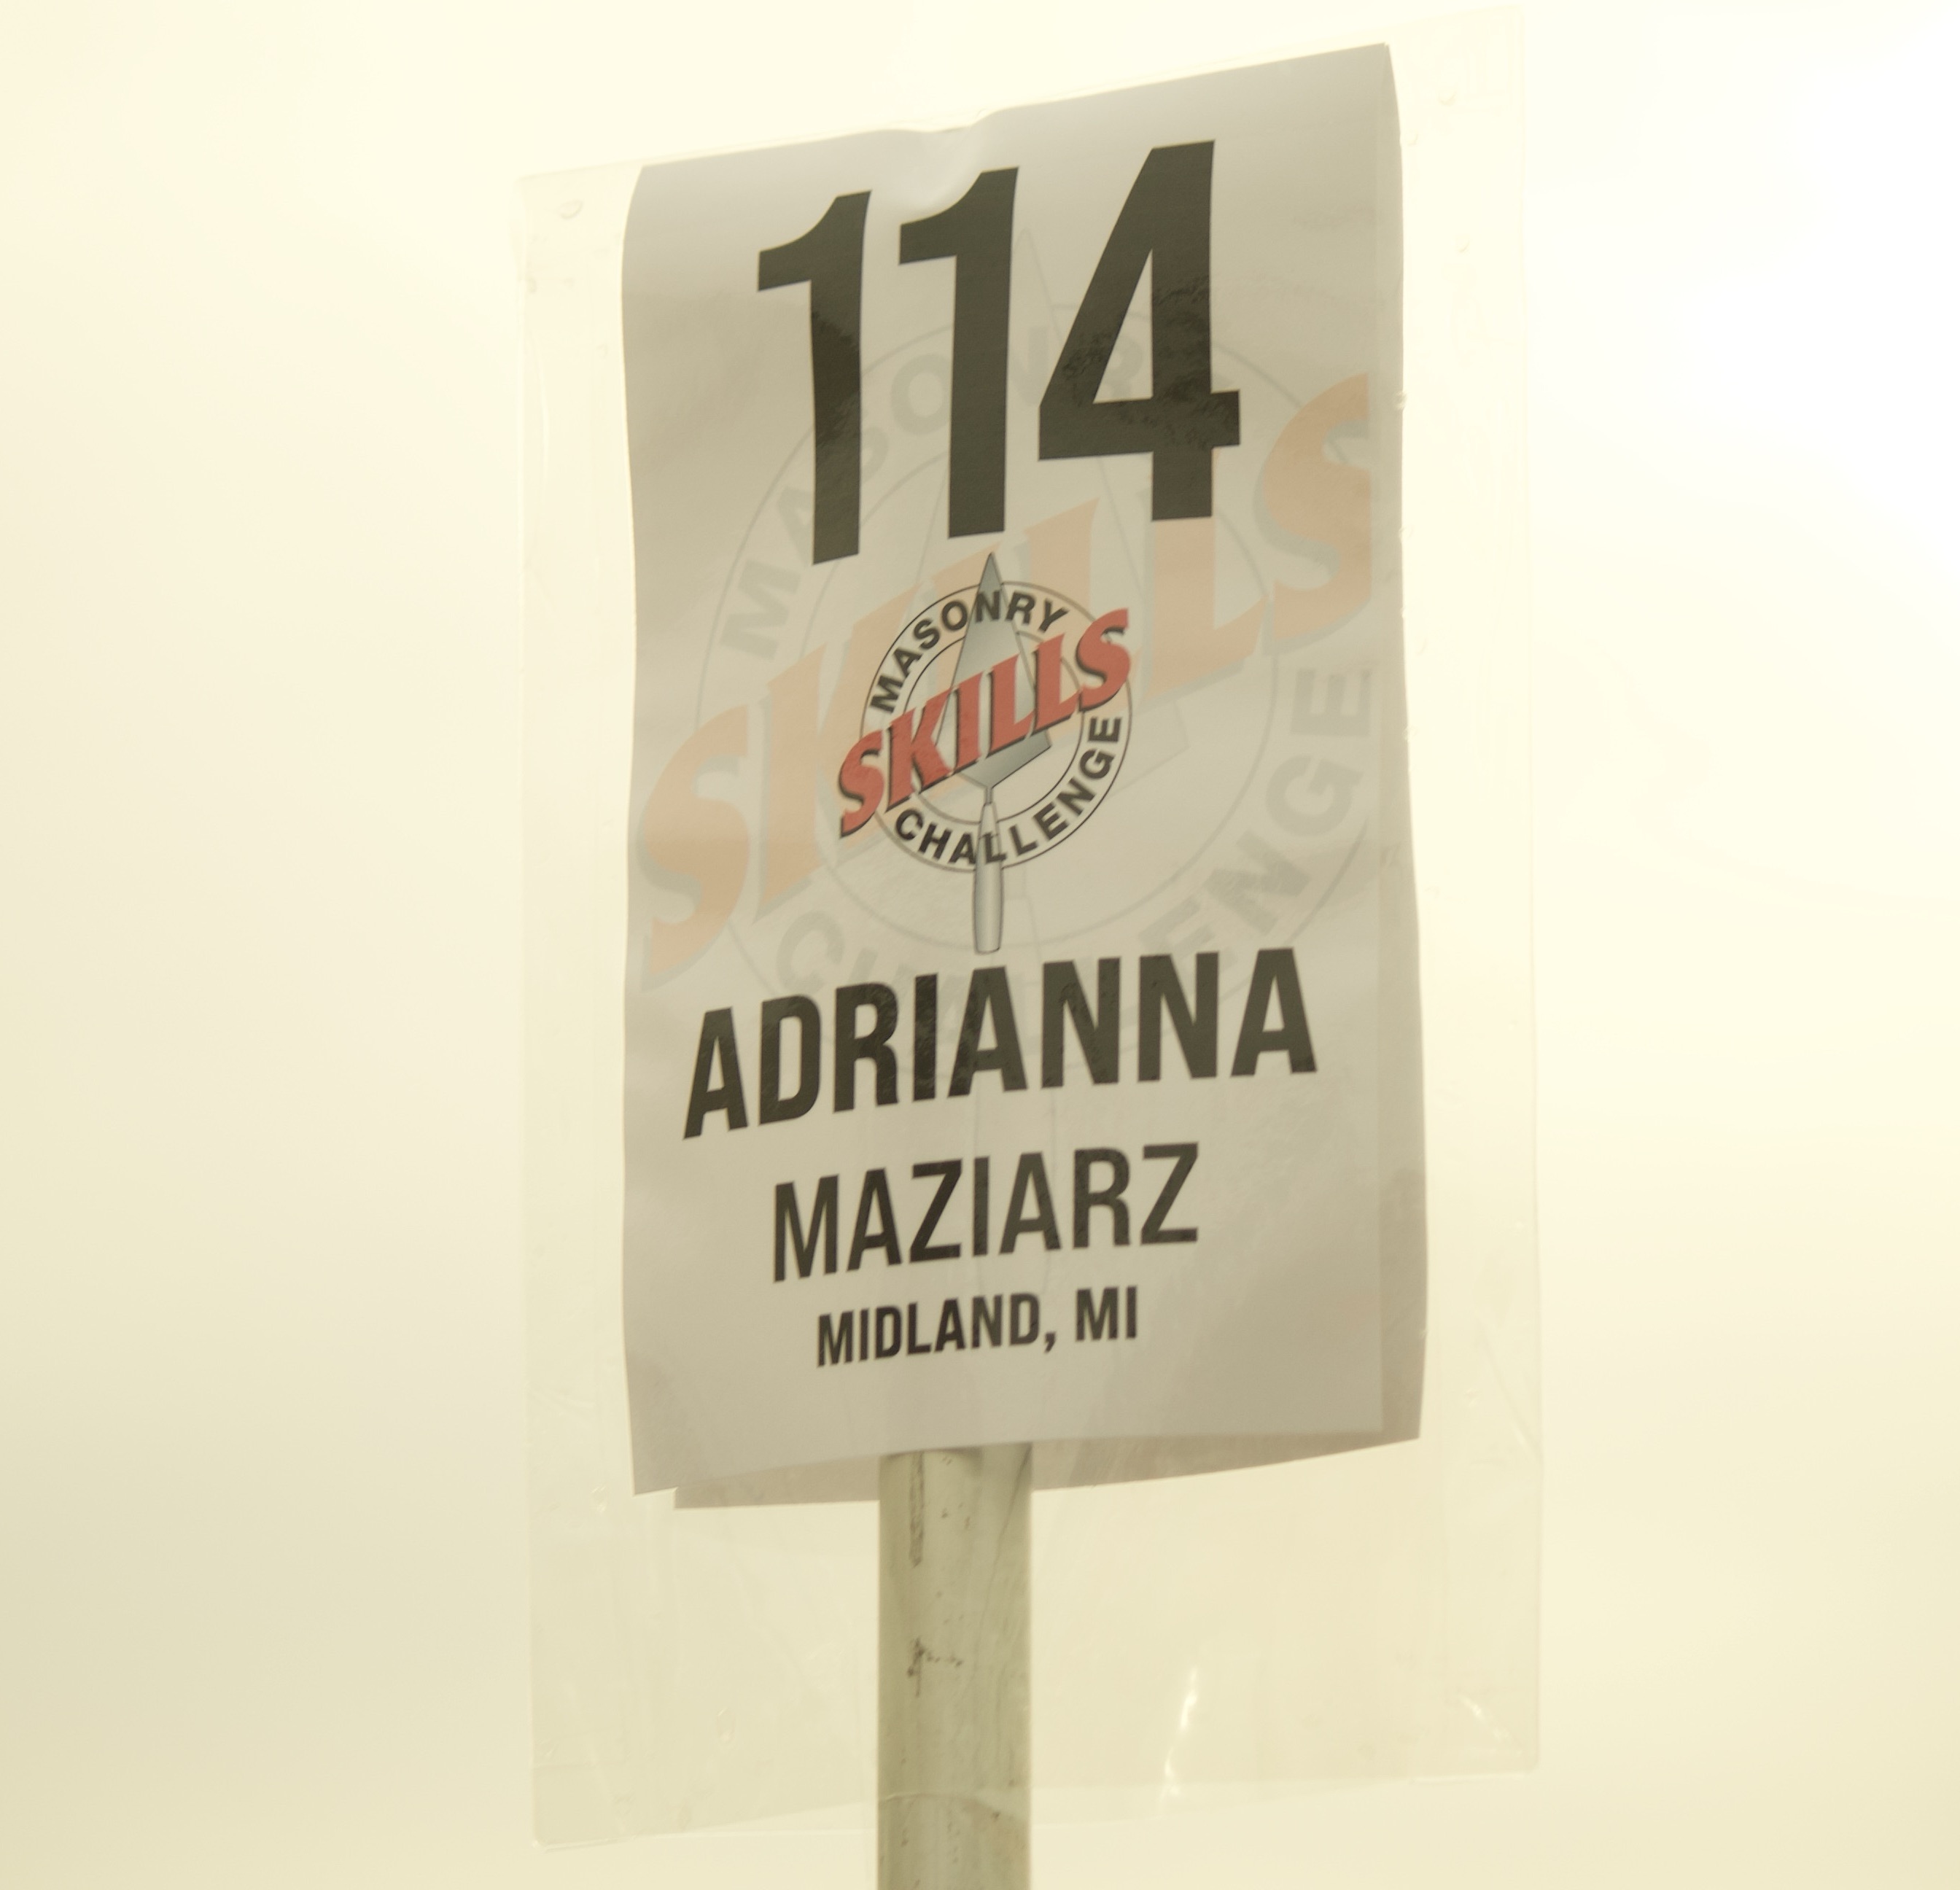 114
MASONRY
SKILLS
CHALLENGE
ADRIANNA
MAZIARZ
MIDLAND, MI